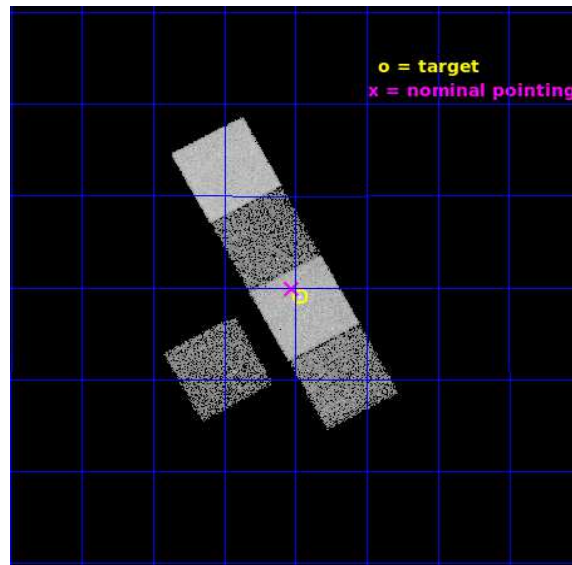 o = target
x = nominal pointing